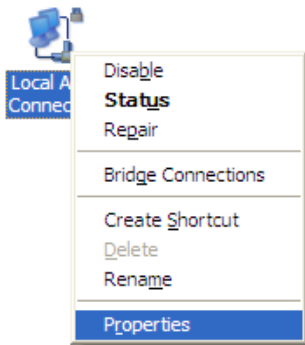 Local A
Connec
Disable
Status
Repair
Bridge Connections
Create Shortcut
Delete
Rename
Properties